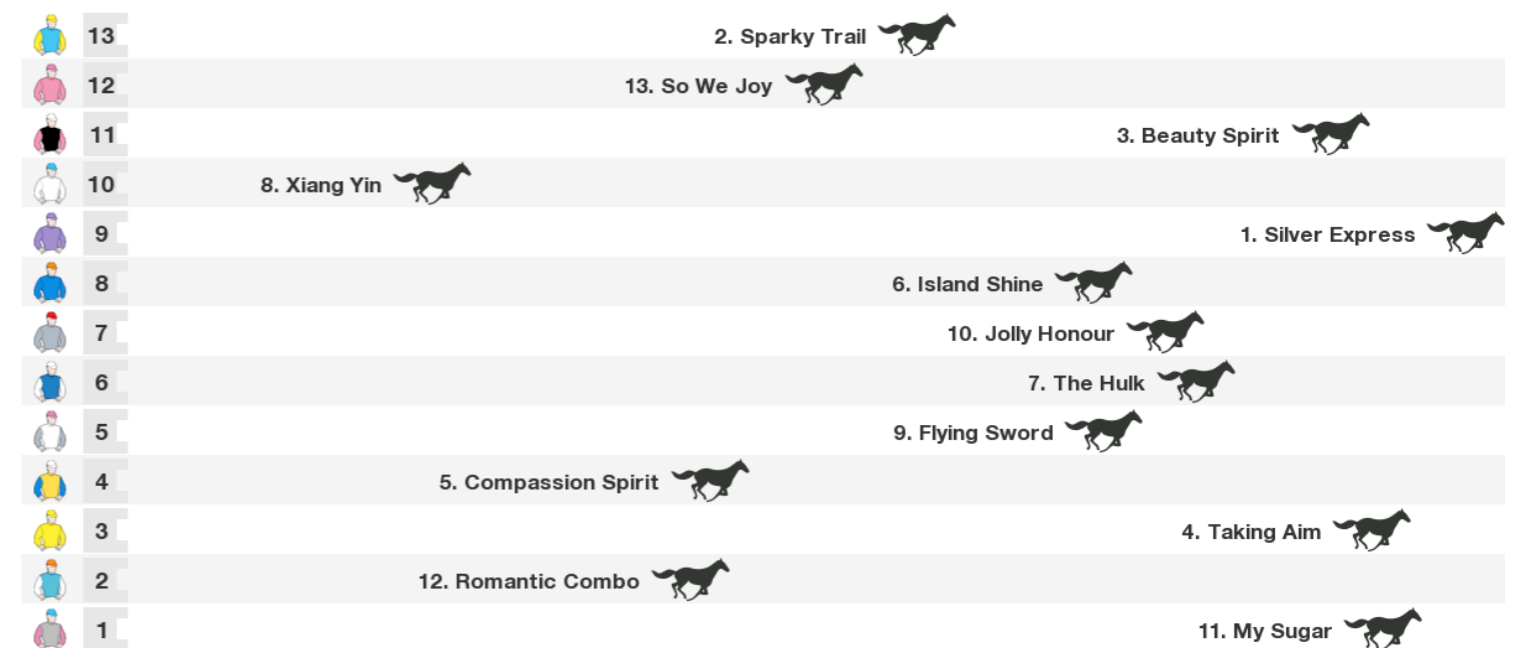 13 2. Sparky Trail
12 13. So We Joy
11 3. Beauty Spirit
10 8. Xiang Yin
9 1. Silver Express
8 6. Island Shine
7 10. Jolly Honour
6 7. The Hulk
5 9. Flying Sword
4 5. Compassion Spirit
3 4. Taking Aim
2 12. Romantic Combo
1 11. My Sugar